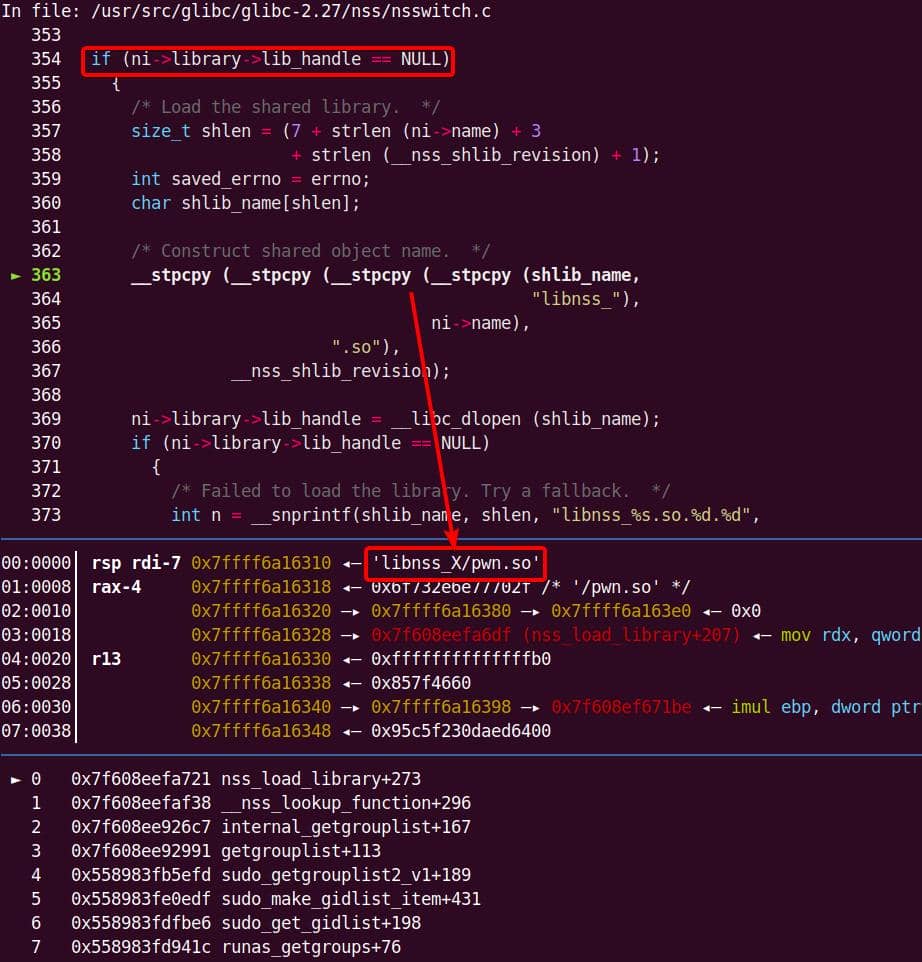 In file: /usr/src/glibc/glibc-2.27/nss/nsswitch.c
353
354 if (ni->library->lib_handle == NULL)
355 {
356 /* Load the shared library.  */
357 size_t shlen = (7 + strlen (ni->name) + 3
358 + strlen (__nss_shlib_revision) + 1);
359 int saved_errno = errno;
360 char shlib_name[shlen];
361
362 /* Construct shared object name.  */
► 363 __stpcpy (__stpcpy (__stpcpy (__stpcpy (shlib_name,
364 "libnss_"),
365 ni->name),
366 ".so"),
367 __nss_shlib_revision);
368
369 ni->library->lib_handle = __libc_dlopen (shlib_name);
370 if (ni->library->lib_handle == NULL)
371 {
372 /* Failed to load the library. Try a fallback.  */
373 int n = __snprintf(shlib_name, shlen, "libnss_%s.so.%d.%d",
00:0000│ rsp rdi-7 0x7ffff6a16310 ◄— 'libnss_X/pwn.so'
01:0008│ rax-4 0x7ffff6a16318 ◄— 0x6f732e6e77702f /* '/pwn.so' */
02:0010│ 0x7ffff6a16320 —► 0x7ffff6a16380 —► 0x7ffff6a163e0 ◄— 0x0
03:0018│ 0x7ffff6a16328 —► 0x7f608eefa6df (nss_load_library+207) ◄— mov rdx, qword
04:0020│ r13 0x7ffff6a16330 ◄— 0xffffffffffffffb0
05:0028│ 0x7ffff6a16338 ◄— 0x857f4660
06:0030│ 0x7ffff6a16340 —► 0x7ffff6a16398 —► 0x7f608ef671be ◄— imul ebp, dword ptr
07:0038│ 0x7ffff6a16348 ◄— 0x95c5f230daed6400
► 0 0x7f608eefa721 nss_load_library+273
1 0x7f608eefaf38 __nss_lookup_function+296
2 0x7f608ee926c7 internal_getgrouplist+167
3 0x7f608ee92991 getgrouplist+113
4 0x558983fb5efd sudo_getgrouplist2_v1+189
5 0x558983fe0edf sudo_make_gidlist_item+431
6 0x558983fdfbe6 sudo_get_gidlist+198
7 0x558983fd941c runas_getgroups+76